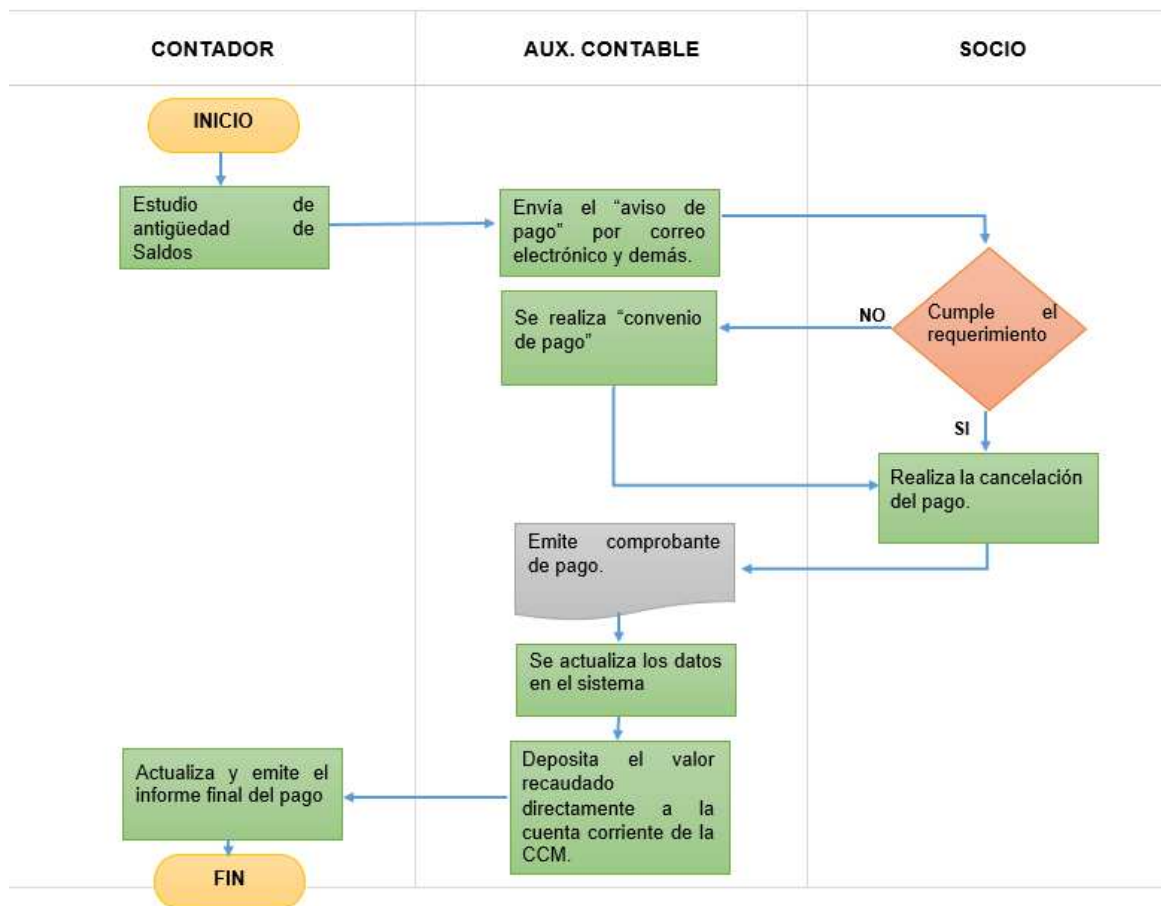 CONTADOR
AUX. CONTABLE
SOCIO
INICIO
Estudio de
antigüedad de
Saldos
Envía el “aviso de
pago” por correo
electrónico y demás.
Se realiza “convenio
de pago”
NO
Cumple el
requerimiento
SI
Realiza la cancelación
del pago.
Emite comprobante
de pago.
Se actualiza los datos
en el sistema
Deposita el valor
recaudado
directamente a la
cuenta corriente de la
CCM.
Actualiza y emite el
informe final del pago
FIN